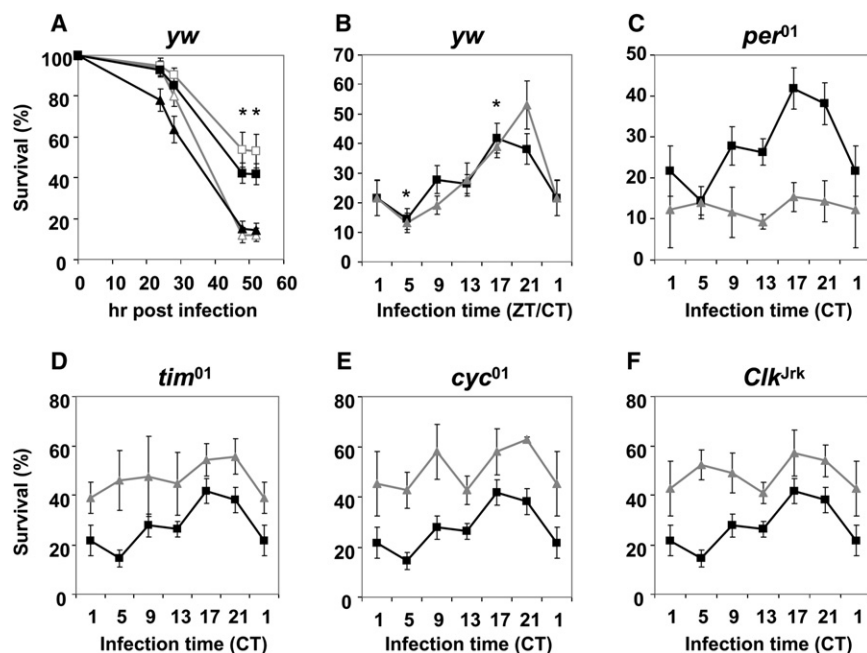 A
yw
Survival (%)
100
80
60
40
20
0
* *
0 10 20 30 40 50 60
hr post infection
B
yw
70
60
50
40
30
20
10
0
*
*
1 5 9 13 17 21 1
Infection time (ZT/CT)
C
per01
50
40
30
20
10
0
1 5 9 13 17 21 1
Infection time (CT)
D
tim01
Survival (%)
80
60
40
20
0
1 5 9 13 17 21 1
Infection time (CT)
E
cyc01
80
60
40
20
0
1 5 9 13 17 21 1
Infection time (CT)
F
ClkJrk
80
60
40
20
0
1 5 9 13 17 21 1
Infection time (CT)